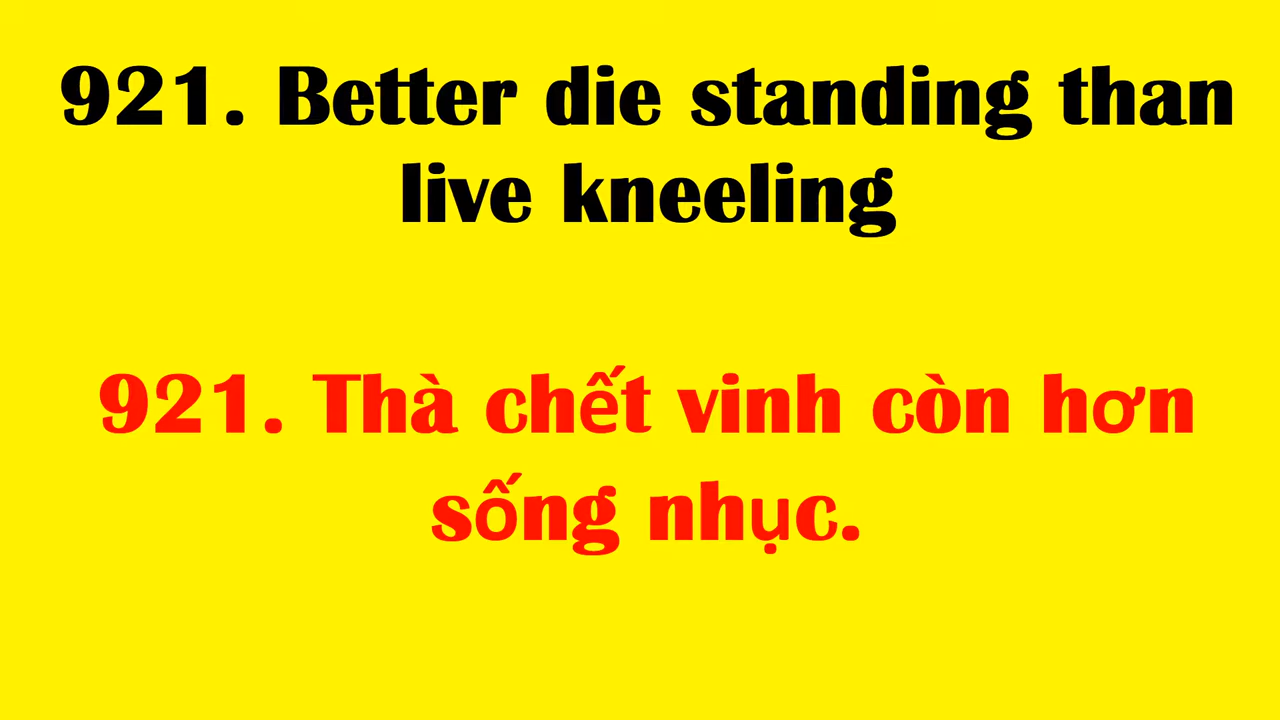 921. Better die standing than
live kneeling
921. Thà chết vinh còn hơn
sống nhục.